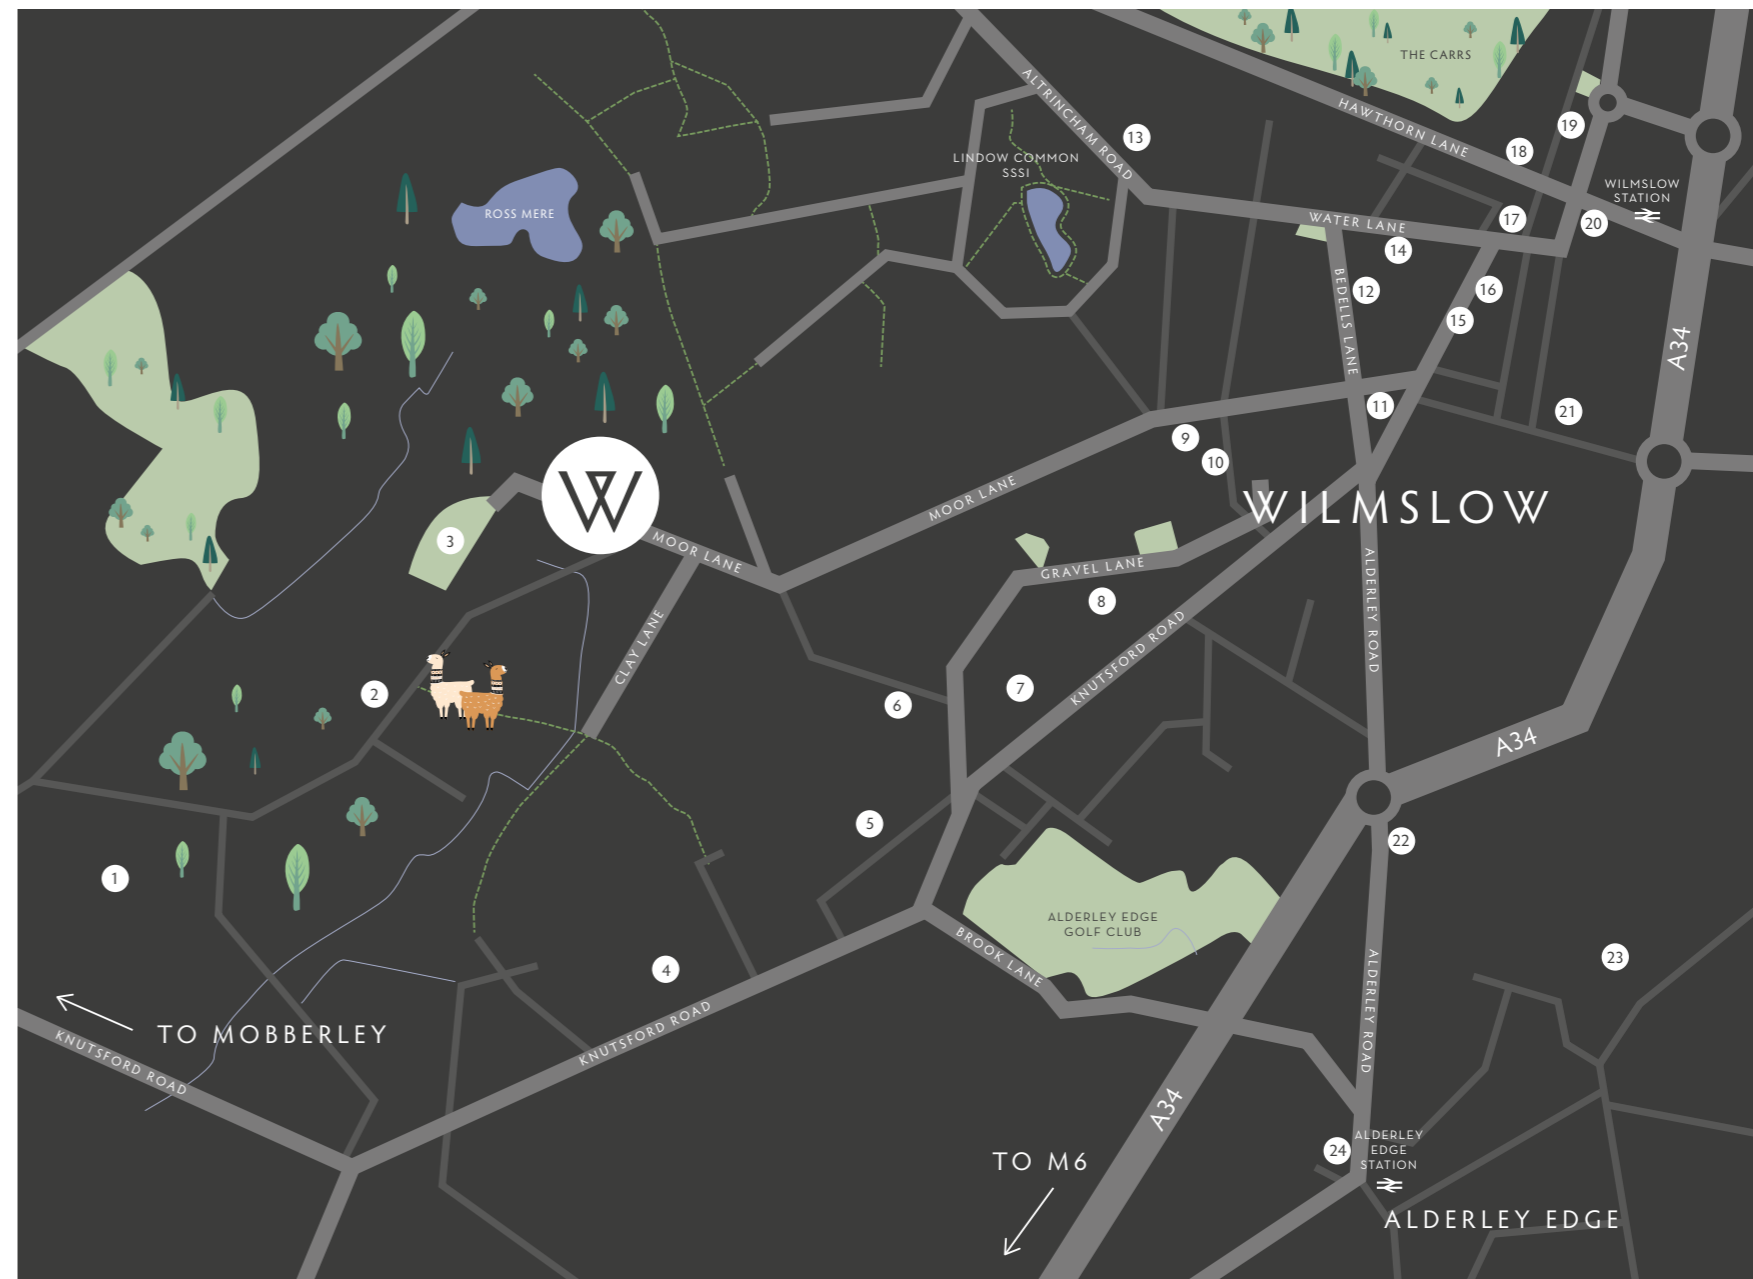 THE CARRS
ALTRINCHAM ROAD
HAWTHORN LANE
19
13
18
LINDOW COMMON
SSSI
WILMSLOW
STATION
ROSS MERE
17
WATER LANE
20
14
BEDELLS LANE
12
16
15
A34
11
21
9
10
W
MOOR LANE
WILMSLOW
3
MOOR LANE
GRAVEL LANE
8
ALDERLEY ROAD
CLAY LANE
KNUTSFORD ROAD
2
7
6
A34
5
22
1
ALDERLEY EDGE
GOLF CLUB
BROOK LANE
23
4
ALDERLEY ROAD
TO MOBBERLEY
KNUTSFORD ROAD
KNUTSFORD ROAD
A34
24
ALDERLEY
EDGE
STATION
TO M6
ALDERLEY EDGE